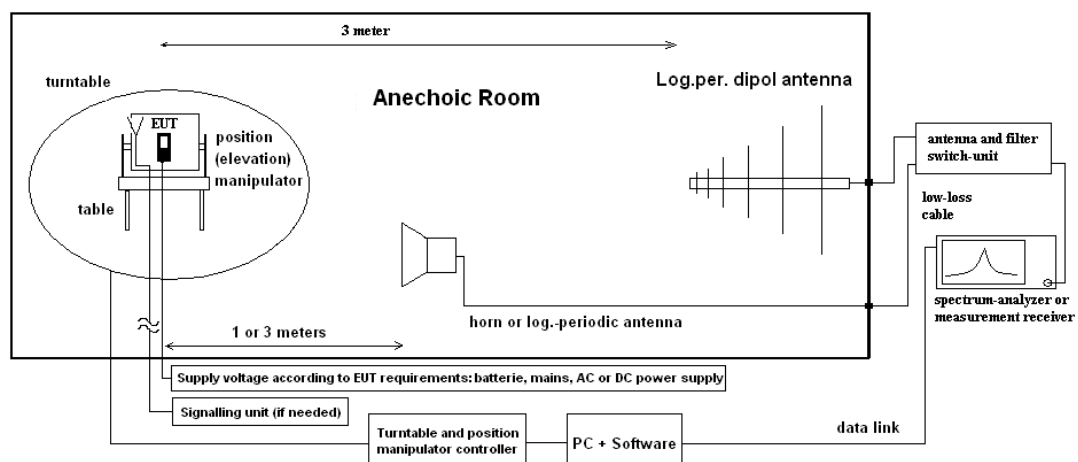 3 meter
turntable
Log.per. dipol antenna
Anechoic Room
EUT
position
(elevation)
manipulator
antenna and filter
switch-unit
table
low-loss
cable
spectrum-analyzer or
measurement receiver
horn or log.-periodic antenna
1 or 3 meters
Supply voltage according to EUT requirements: batterie, mains, AC or DC power supply
Signalling unit (if needed)
Turntable and position
manipulator controller
PC + Software
data link